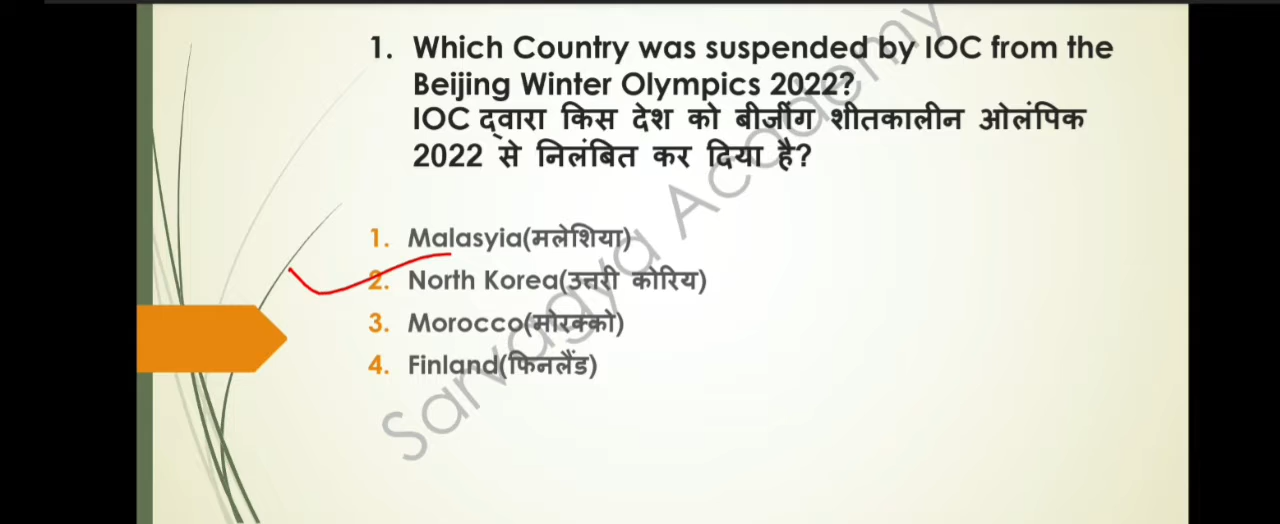 1. Which Country was suspended by IOC from the
Beijing Winter Olympics 2022?
IOC द्वारा किस देश को बीजींग शीतकालीन ओलंपिक
2022 से निलंबित कर दिया है?
1. Malasyia(मलेशिया)
2. North Korea(उत्तरी कोरिय)
3. Morocco(मोरक्को)
4. Finland(फिनलैंड)
Sarvagya Academy